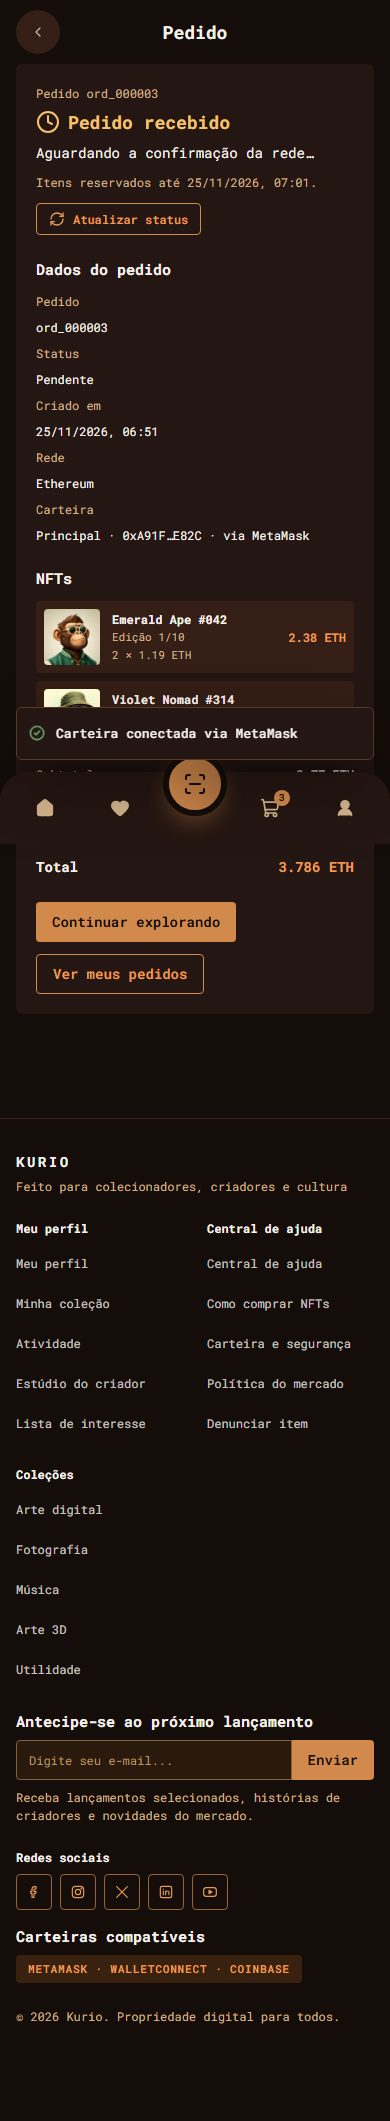 Pedido
Pedido ord_000003
Pedido recebido
Aguardando a confirmação da rede…
Itens reservados até 25/11/2026, 07:01.
Atualizar status
Dados do pedido
Pedido
ord_000003
Status
Pendente
Criado em
25/11/2026, 06:51
Rede
Ethereum
Carteira
Principal · 0xA91F…E82C · via MetaMask
NFTs
Emerald Ape #042
Edição 1/10
2 × 1.19 ETH
2.38 ETH
Violet Nomad #314
Carteira conectada via MetaMask
3
Total
3.786 ETH
Continuar explorando
Ver meus pedidos
KURIO
Feito para colecionadores, criadores e cultura
Meu perfil
Meu perfil
Minha coleção
Atividade
Estúdio do criador
Lista de interesse
Central de ajuda
Central de ajuda
Como comprar NFTs
Carteira e segurança
Política do mercado
Denunciar item
Coleções
Arte digital
Fotografia
Música
Arte 3D
Utilidade
Antecipe-se ao próximo lançamento
Digite seu e-mail...
Enviar
Receba lançamentos selecionados, histórias de
criadores e novidades do mercado.
Redes sociais
Carteiras compatíveis
METAMASK · WALLETCONNECT · COINBASE
© 2026 Kurio. Propriedade digital para todos.